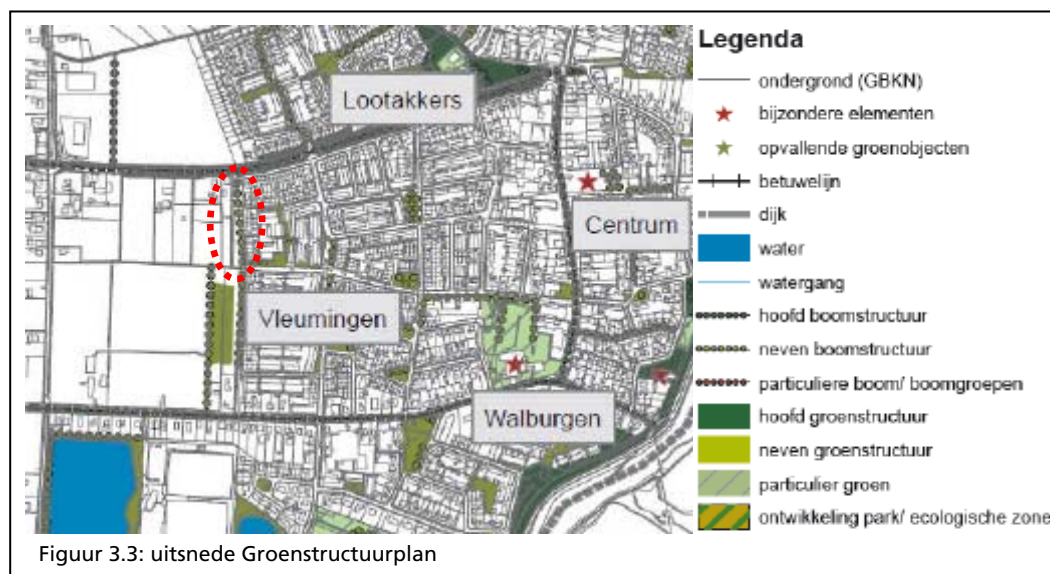 Lootakkers
Centrum
Vleumingen
Walburgen
Legenda
ondergrond (GBKN)
bijzondere elementen
opvallende groenobjecten
betuwelijn
dijk
water
watergang
hoofd boomstructuur
neven boomstructuur
particuliere boom/ boomgroepen
hoofd groenstructuur
neven groenstructuur
particulier groen
ontwikkeling park/ ecologische zone
Figuur 3.3: uitsnede Groenstructuurplan